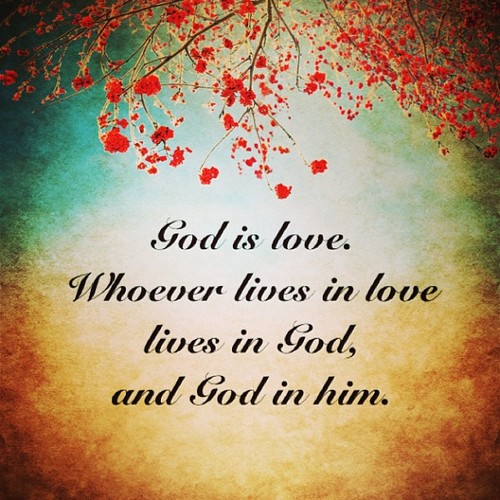 God is love.
Whoever lives in love
lives in God,
and God in him.